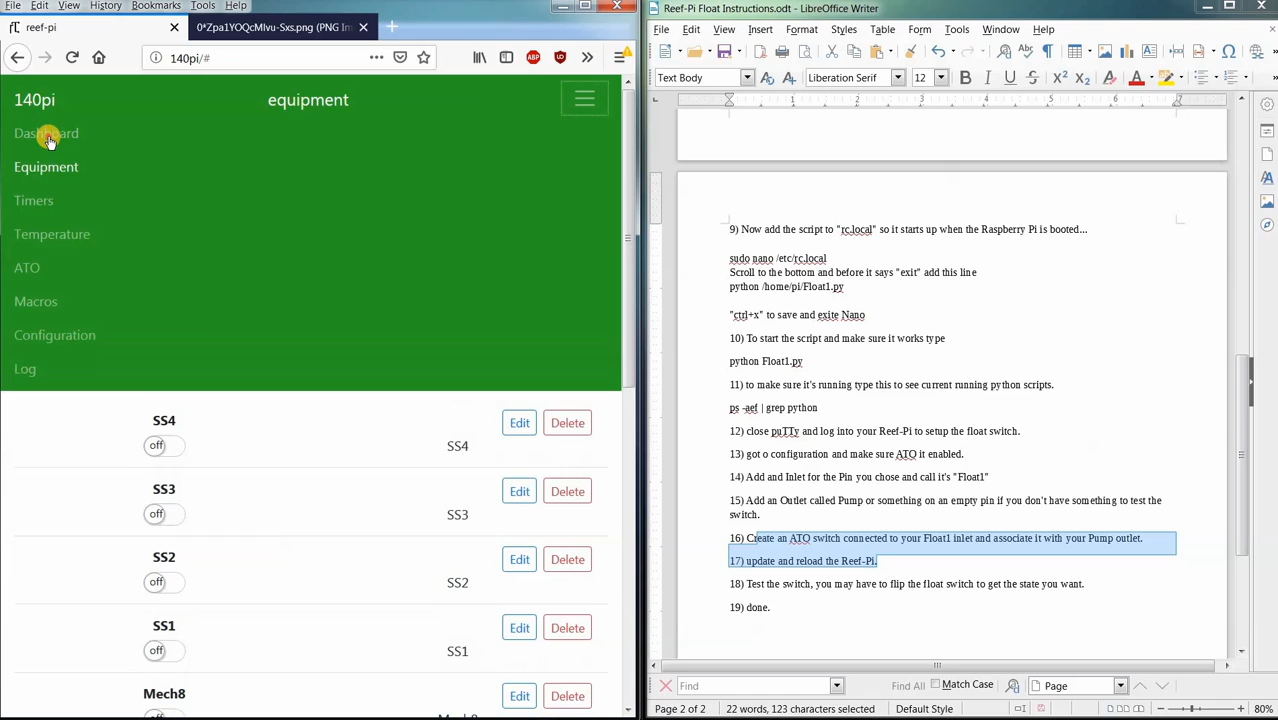 File Edit View History Bookmarks Tools Help
reef-pi
0*Zpa1YOQcMlvu-Sxs.png (PNG Im
140pi/#
140pi
equipment
Dashboard
Equipment
Timers
Temperature
ATO
Macros
Configuration
Log
SS4
off
SS4
Edit
Delete
SS3
off
SS3
Edit
Delete
SS2
off
SS2
Edit
Delete
SS1
off
SS1
Edit
Delete
Mech8
Edit
Delete
Reef-Pi Float Instructions.odt - LibreOffice Writer
File Edit View Insert Format Styles Table Form Tools Window Help
Text Body
Liberation Serif
12
1 2 3 4 5 6 7
9) Now add the script to "rc.local" so it starts up when the Raspberry Pi is booted...
sudo nano /etc/rc.local
Scroll to the bottom and before it says "exit" add this line
python /home/pi/Float1.py
"ctrl+x" to save and exite Nano
10) To start the script and make sure it works type
python Float1.py
11) to make sure it's running type this to see current running python scripts.
ps -aef | grep python
12) close puTTy and log into your Reef-Pi to setup the float switch.
13) got o configuration and make sure ATO it enabled.
14) Add and Inlet for the Pin you chose and call it's "Float1"
15) Add an Outlet called Pump or something on an empty pin if you don't have something to test the
switch.
16) Create an ATO switch connected to your Float1 inlet and associate it with your Pump outlet.
17) update and reload the Reef-Pi.
18) Test the switch, you may have to flip the float switch to get the state you want.
19) done.
Find
Find All
Match Case
Page
Page 2 of 2
22 words, 123 characters selected
Default Style
80%